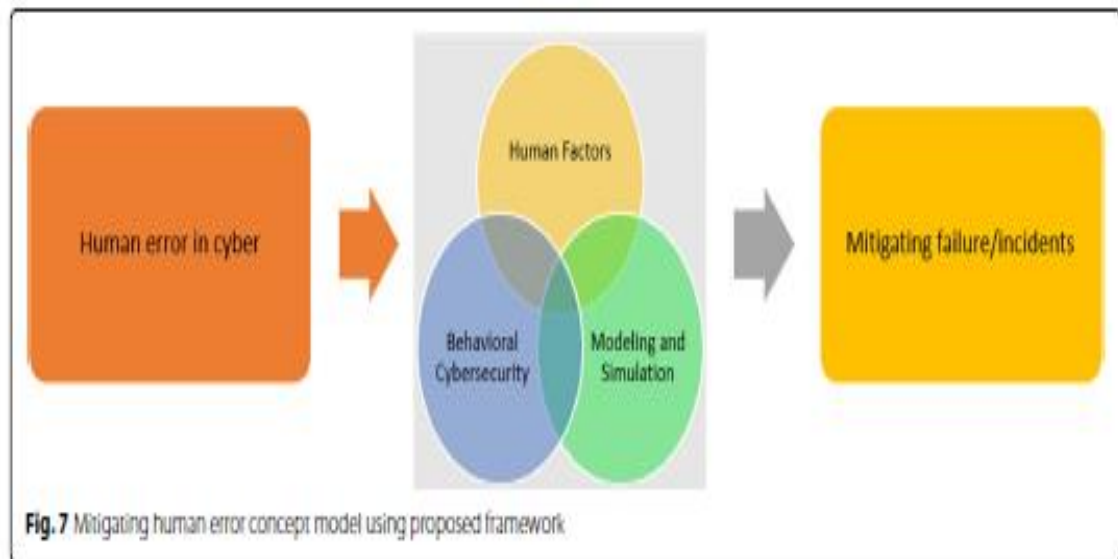 Human error in cyber
Human Factors
Behavioral
Cybersecurity
Modeling and
Simulation
Mitigating failure/incidents
Fig. 7 Mitigating human error concept model using proposed framework